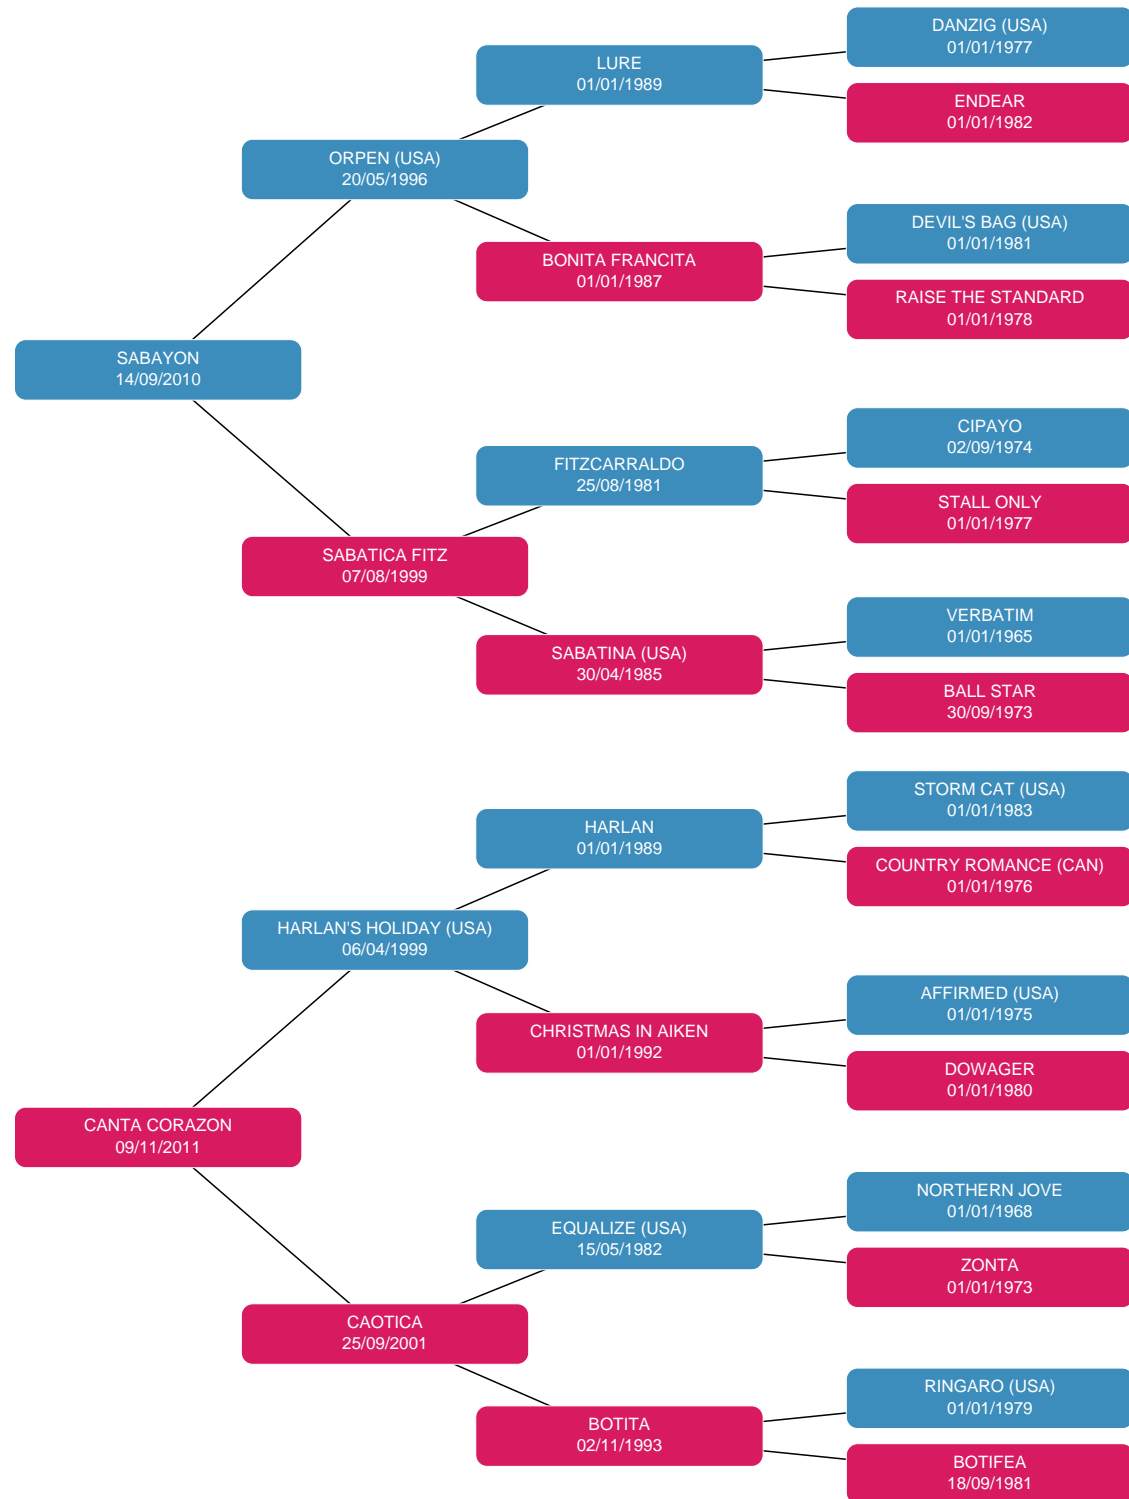 DANZIG (USA)
01/01/1977
LURE
01/01/1989
ENDEAR
01/01/1982
ORPEN (USA)
20/05/1996
DEVIL'S BAG (USA)
01/01/1981
BONITA FRANCITA
01/01/1987
RAISE THE STANDARD
01/01/1978
SABAYON
14/09/2010
CIPAYO
02/09/1974
FITZCARRALDO
25/08/1981
STALL ONLY
01/01/1977
SABATICA FITZ
07/08/1999
VERBATIM
01/01/1965
SABATINA (USA)
30/04/1985
BALL STAR
30/09/1973
STORM CAT (USA)
01/01/1983
HARLAN
01/01/1989
COUNTRY ROMANCE (CAN)
01/01/1976
HARLAN'S HOLIDAY (USA)
06/04/1999
AFFIRMED (USA)
01/01/1975
CHRISTMAS IN AIKEN
01/01/1992
DOWAGER
01/01/1980
CANTA CORAZON
09/11/2011
NORTHERN JOVE
01/01/1968
EQUALIZE (USA)
15/05/1982
ZONTA
01/01/1973
CAOTICA
25/09/2001
RINGARO (USA)
01/01/1979
BOTITA
02/11/1993
BOTIFEA
18/09/1981